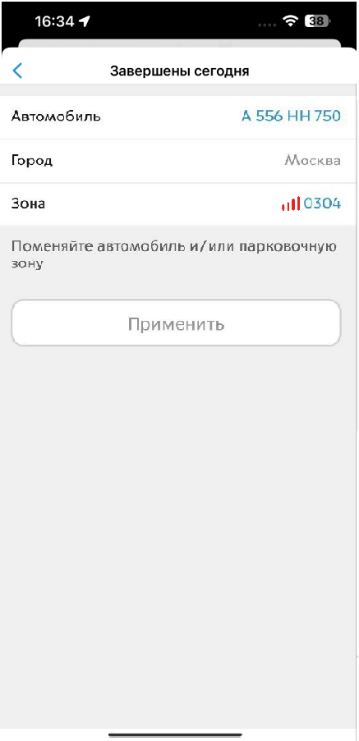 16:34
38
Завершены сегодня
Автомобиль А 556 НН 750
Город Москва
Зона 0304
Поменяйте автомобиль и/или парковочную
зону
Применить